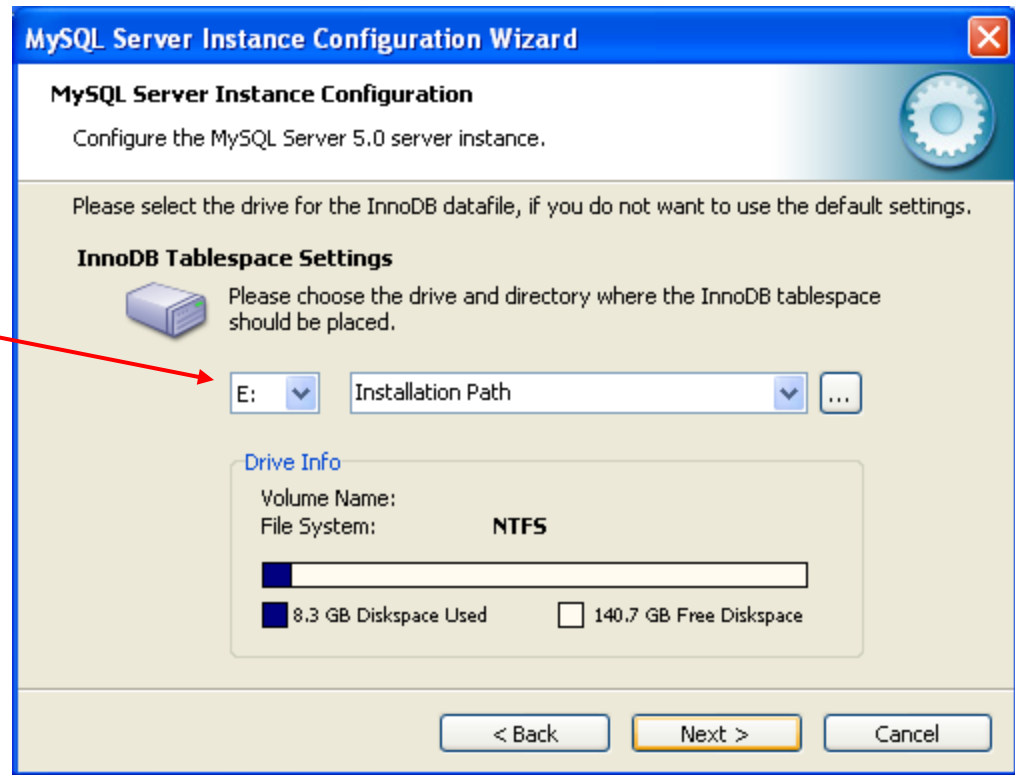 MySQL Server Instance Configuration Wizard
MySQL Server Instance Configuration
Configure the MySQL Server 5.0 server instance.
Please select the drive for the InnoDB datafile, if you do not want to use the default settings.
InnoDB Tablespace Settings
Please choose the drive and directory where the InnoDB tablespace
should be placed.
E: Installation Path ...
Drive Info
Volume Name:
File System: NTFS
8.3 GB Diskspace Used 140.7 GB Free Diskspace
< Back Next > Cancel